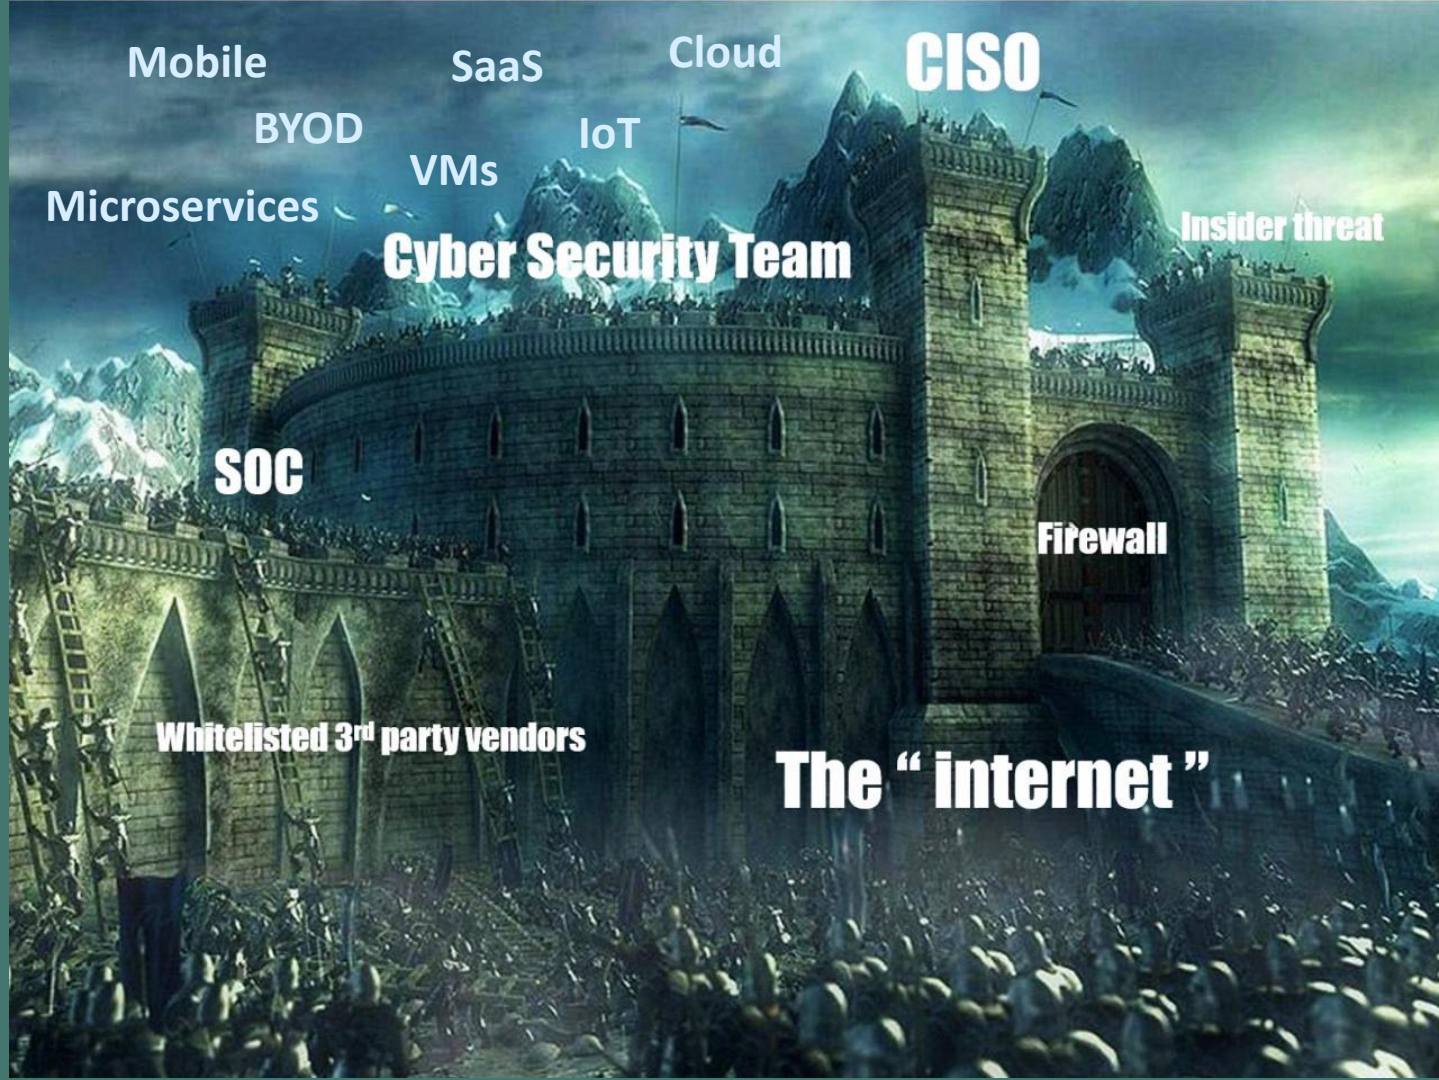 Mobile
SaaS
Cloud
CISO
BYOD
IoT
VMs
Microservices
Insider threat
Cyber Security Team
SOC
Firewall
Whitelisted 3rd party vendors
The “ internet ”